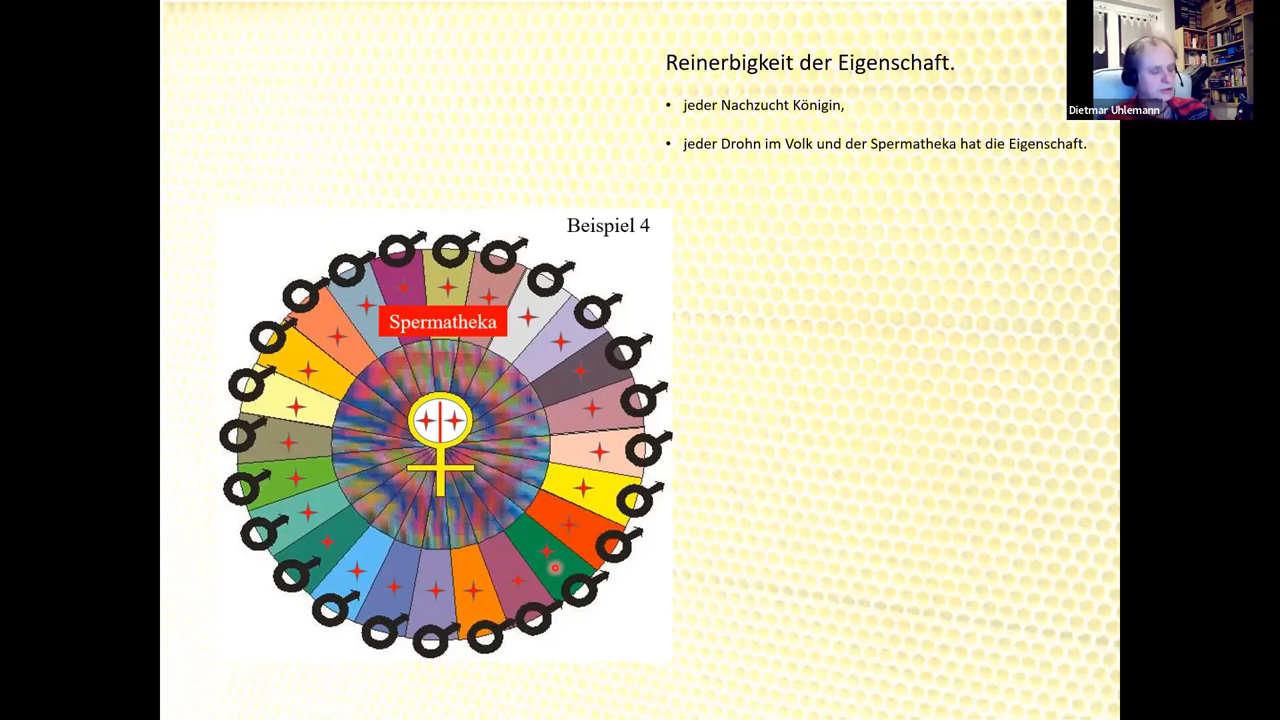 Reinerbigkeit der Eigenschaft.
• jeder Nachzucht Königin,
• jeder Drohn im Volk und der Spermatheka hat die Eigenschaft.
Dietmar Uhlemann
Beispiel 4
Spermatheka